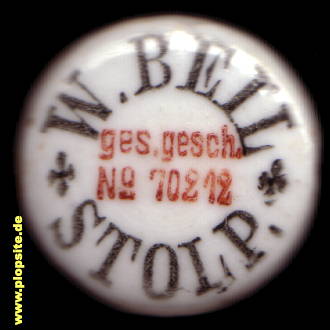 W. BEIL
ges. gesch.
No 70212
STOLP.
www.plopsite.de